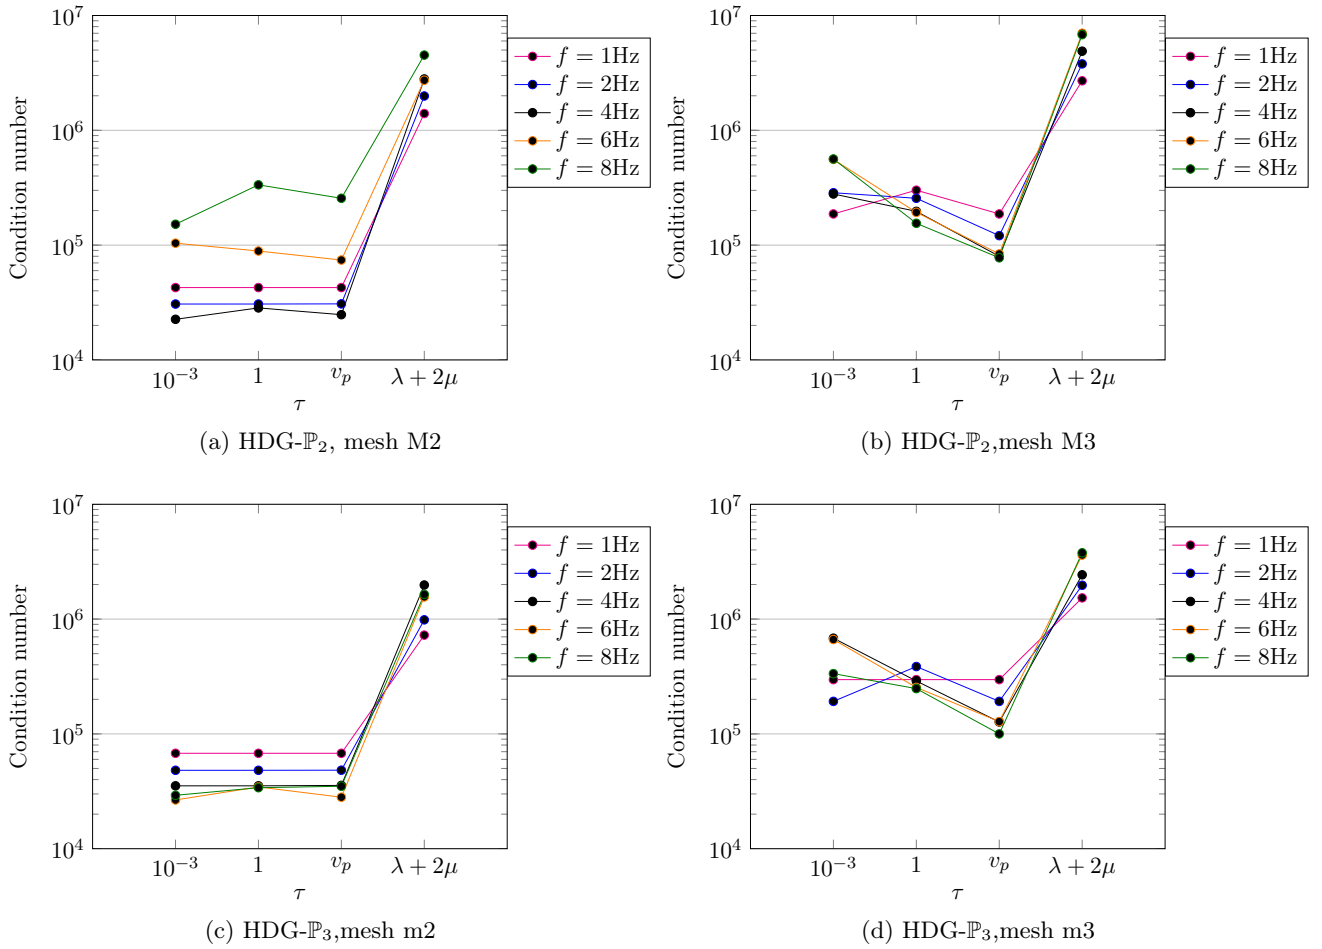 10^7
10^6
10^5
10^4
Condition number
10^{-3} 1 v_p λ + 2μ
τ
f = 1Hz
f = 2Hz
f = 4Hz
f = 6Hz
f = 8Hz
(a) HDG-ℙ_2, mesh M2
10^7
10^6
10^5
10^4
Condition number
10^{-3} 1 v_p λ + 2μ
τ
f = 1Hz
f = 2Hz
f = 4Hz
f = 6Hz
f = 8Hz
(b) HDG-ℙ_2,mesh M3
10^7
10^6
10^5
10^4
Condition number
10^{-3} 1 v_p λ + 2μ
τ
f = 1Hz
f = 2Hz
f = 4Hz
f = 6Hz
f = 8Hz
(c) HDG-ℙ_3,mesh m2
10^7
10^6
10^5
10^4
Condition number
10^{-3} 1 v_p λ + 2μ
τ
f = 1Hz
f = 2Hz
f = 4Hz
f = 6Hz
f = 8Hz
(d) HDG-ℙ_3,mesh m3